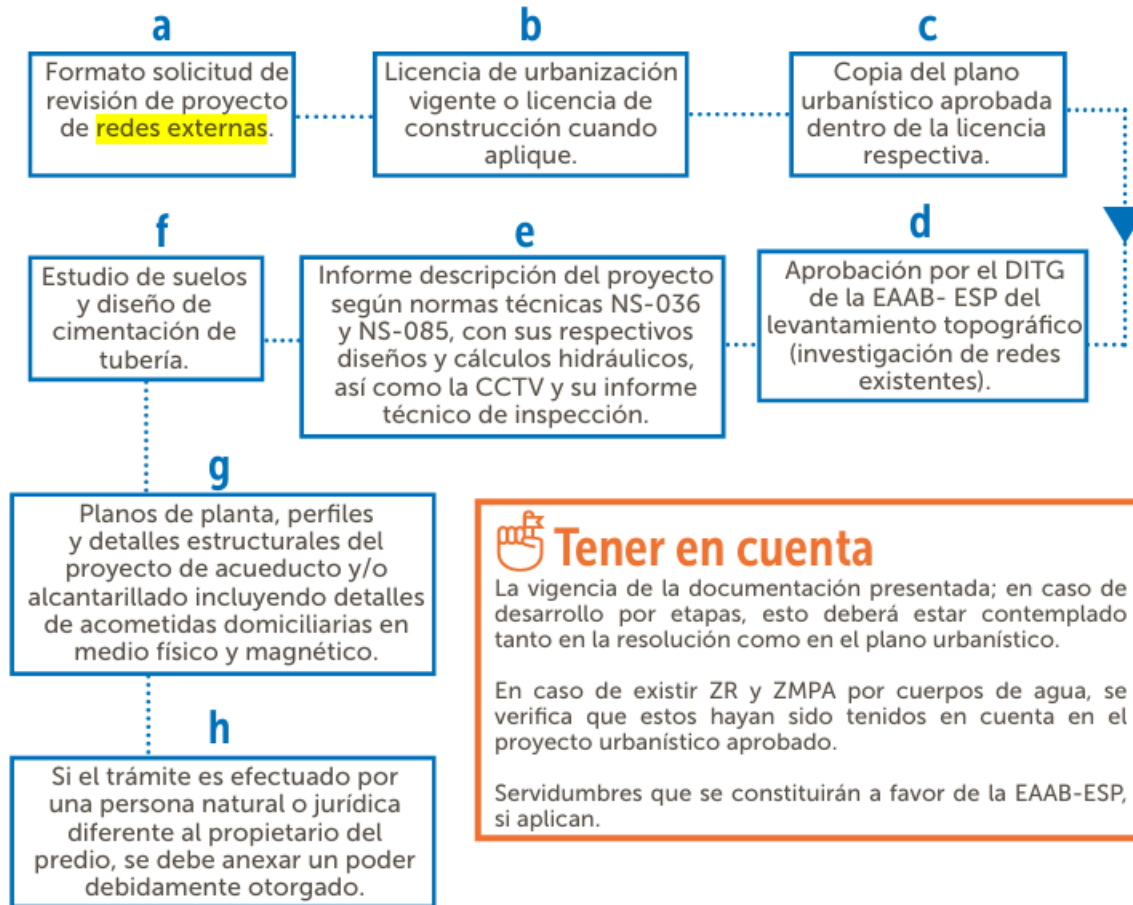 a
Formato solicitud de
revisión de proyecto
de redes externas.
b
Licencia de urbanización
vigente o licencia de
construcción cuando
aplique.
c
Copia del plano
urbanístico aprobada
dentro de la licencia
respectiva.
d
Aprobación por el DITG
de la EAAB- ESP del
levantamiento topográfico
(investigación de redes
existentes).
e
Informe descripción del proyecto
según normas técnicas NS-036
y NS-085, con sus respectivos
diseños y cálculos hidráulicos,
así como la CCTV y su informe
técnico de inspección.
f
Estudio de suelos
y diseño de
cimentación de
tubería.
g
Planos de planta, perfiles
y detalles estructurales del
proyecto de acueducto y/o
alcantarillado incluyendo detalles
de acometidas domiciliarias en
medio físico y magnético.
h
Si el trámite es efectuado por
una persona natural o jurídica
diferente al propietario del
predio, se debe anexar un poder
debidamente otorgado.
Tener en cuenta
La vigencia de la documentación presentada; en caso de
desarrollo por etapas, esto deberá estar contemplado
tanto en la resolución como en el plano urbanístico.
En caso de existir ZR y ZMPA por cuerpos de agua, se
verifica que estos hayan sido tenidos en cuenta en el
proyecto urbanístico aprobado.
Servidumbres que se constituirán a favor de la EAAB-ESP,
si aplican.